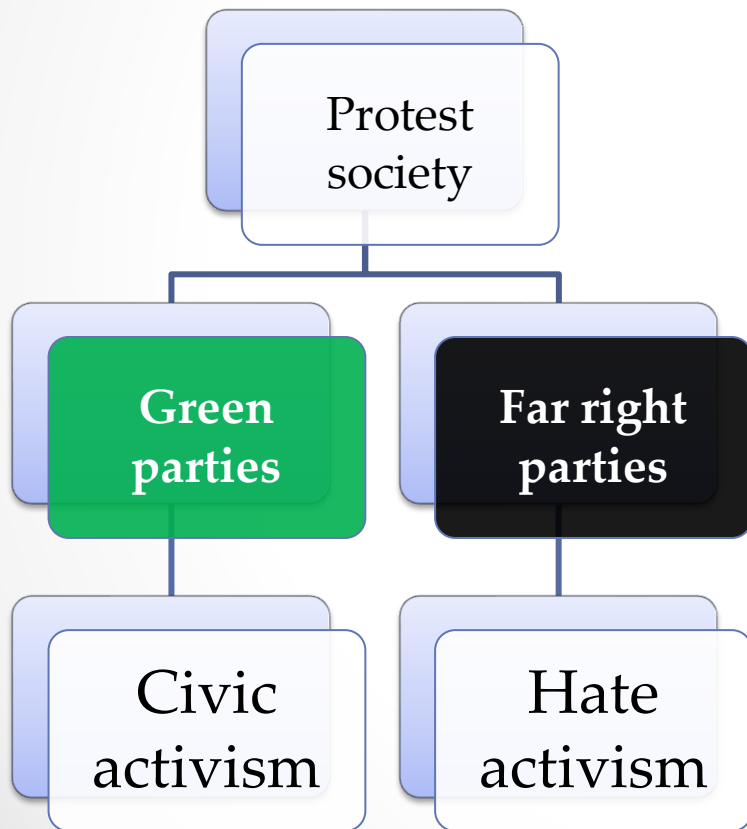 Protest
society
Green
parties
Far right
parties
Civic
activism
Hate
activism